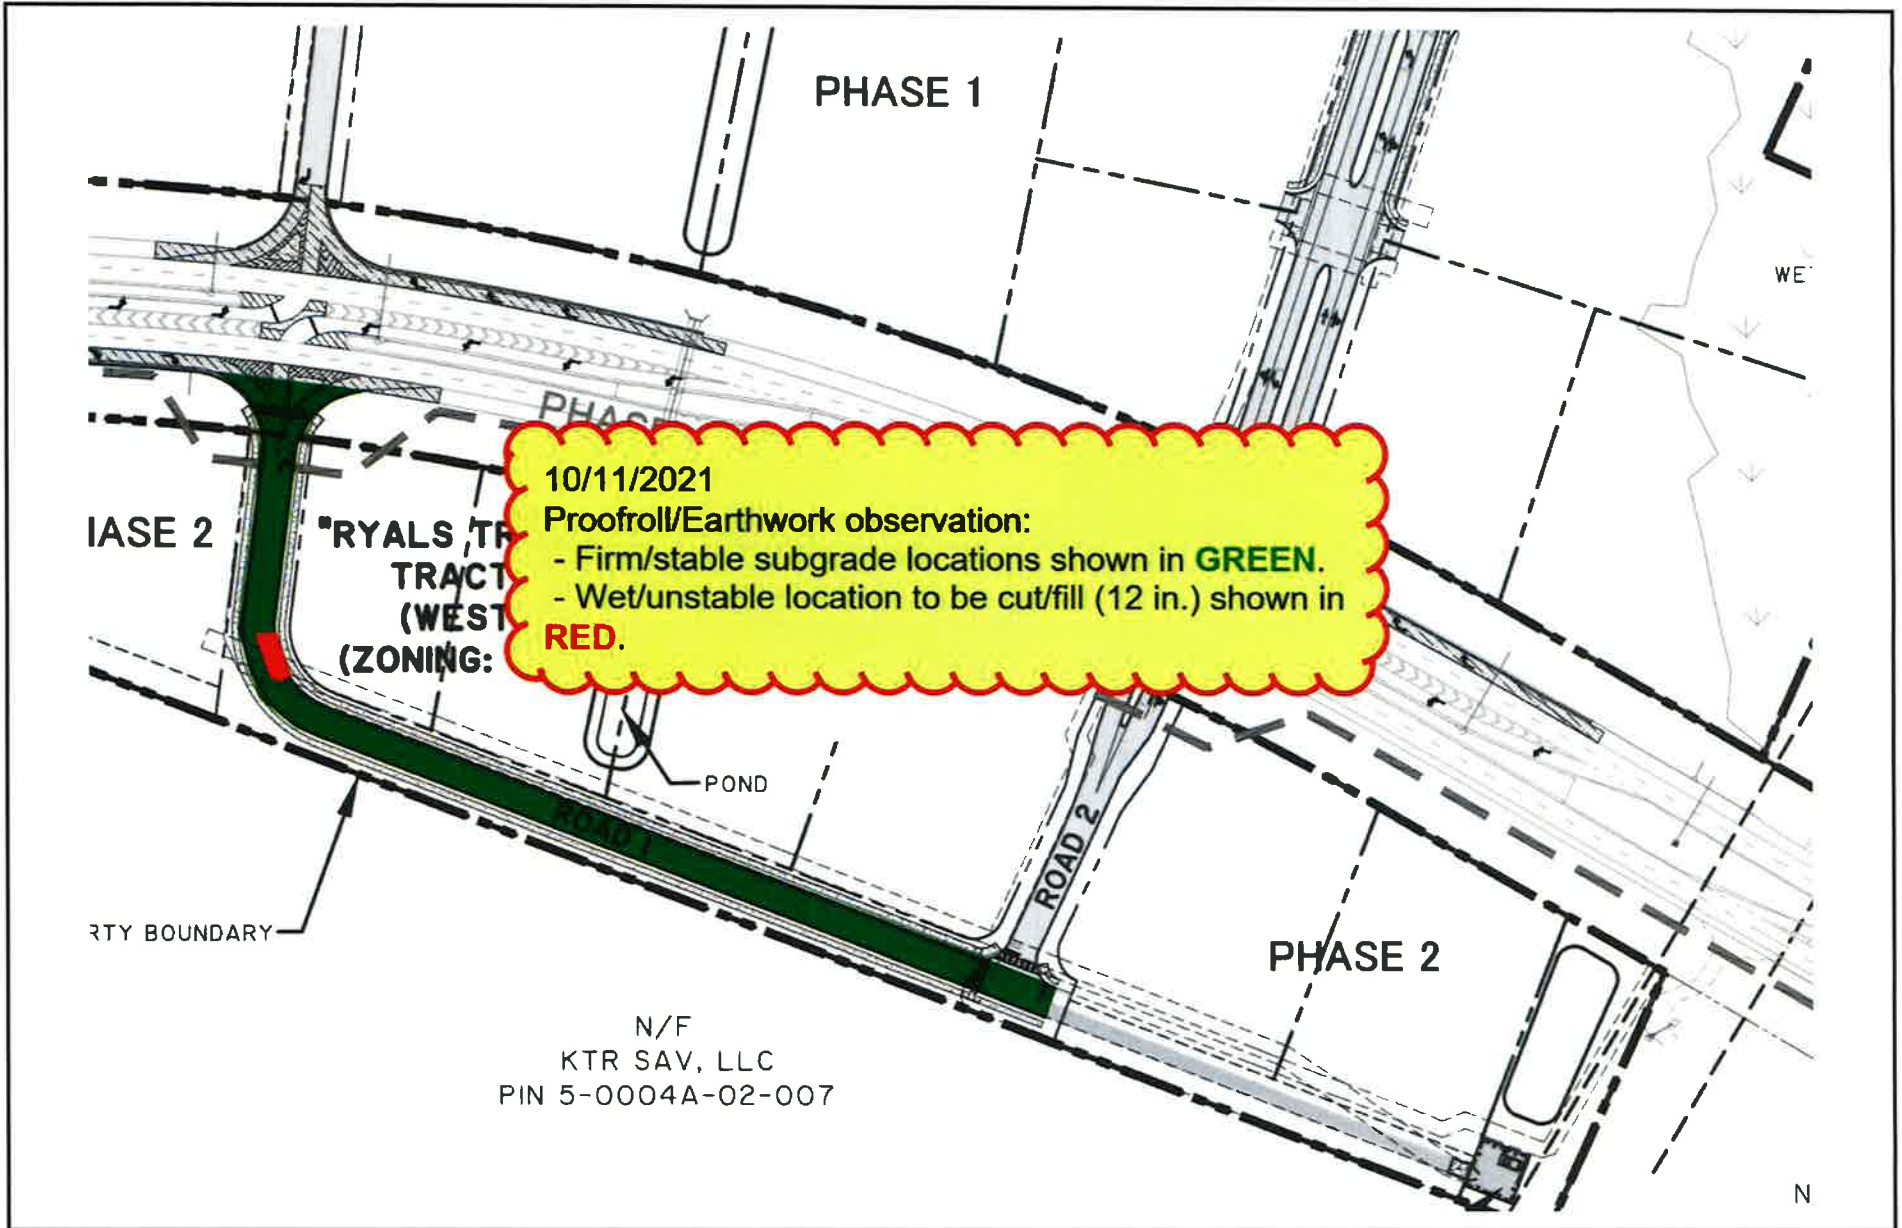 PHASE 1
WE
PHASE
10/11/2021
Proofroll/Earthwork observation:
- Firm/stable subgrade locations shown in GREEN.
- Wet/unstable location to be cut/fill (12 in.) shown in
RED.
IASE 2
"RYALS TR
TRACT
(WEST
(ZONING:
POND
ROAD 1
ROAD 2
RTY BOUNDARY
PHASE 2
N/F
KTR SAV, LLC
PIN 5-0004A-02-007
N